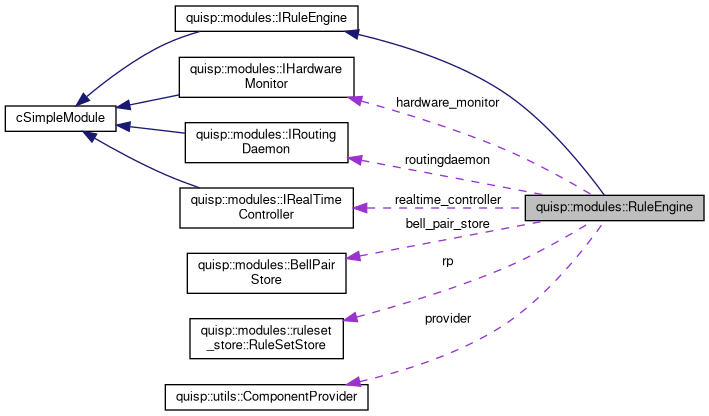 quisp::modules::IRuleEngine
quisp::modules::IHardware
Monitor
hardware_monitor
cSimpleModule
quisp::modules::IRouting
Daemon
routingdaemon
quisp::modules::IRealTime
Controller
realtime_controller
quisp::modules::RuleEngine
bell_pair_store
quisp::modules::BellPair
Store
rp
quisp::modules::ruleset
_store::RuleSetStore
provider
quisp::utils::ComponentProvider